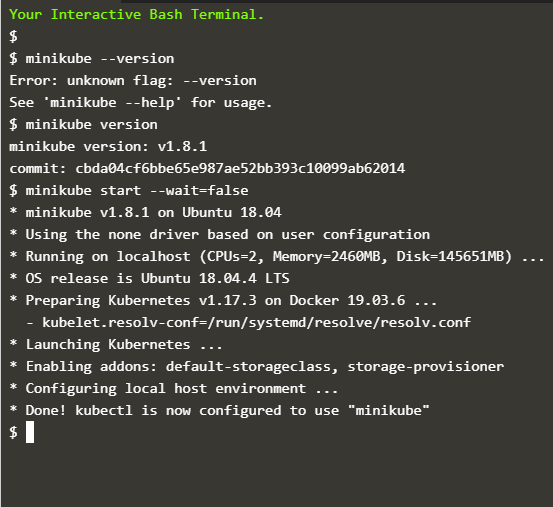 Your Interactive Bash Terminal.
$
$ minikube --version
Error: unknown flag: --version
See 'minikube --help' for usage.
$ minikube version
minikube version: v1.8.1
commit: cbda04cf6bbe65e987ae52bb393c10099ab62014
$ minikube start --wait=false
* minikube v1.8.1 on Ubuntu 18.04
* Using the none driver based on user configuration
* Running on localhost (CPUs=2, Memory=2460MB, Disk=145651MB) ...
* OS release is Ubuntu 18.04.4 LTS
* Preparing Kubernetes v1.17.3 on Docker 19.03.6 ...
  - kubelet.resolv-conf=/run/systemd/resolve/resolv.conf
* Launching Kubernetes ...
* Enabling addons: default-storageclass, storage-provisioner
* Configuring local host environment ...
* Done! kubectl is now configured to use "minikube"
$